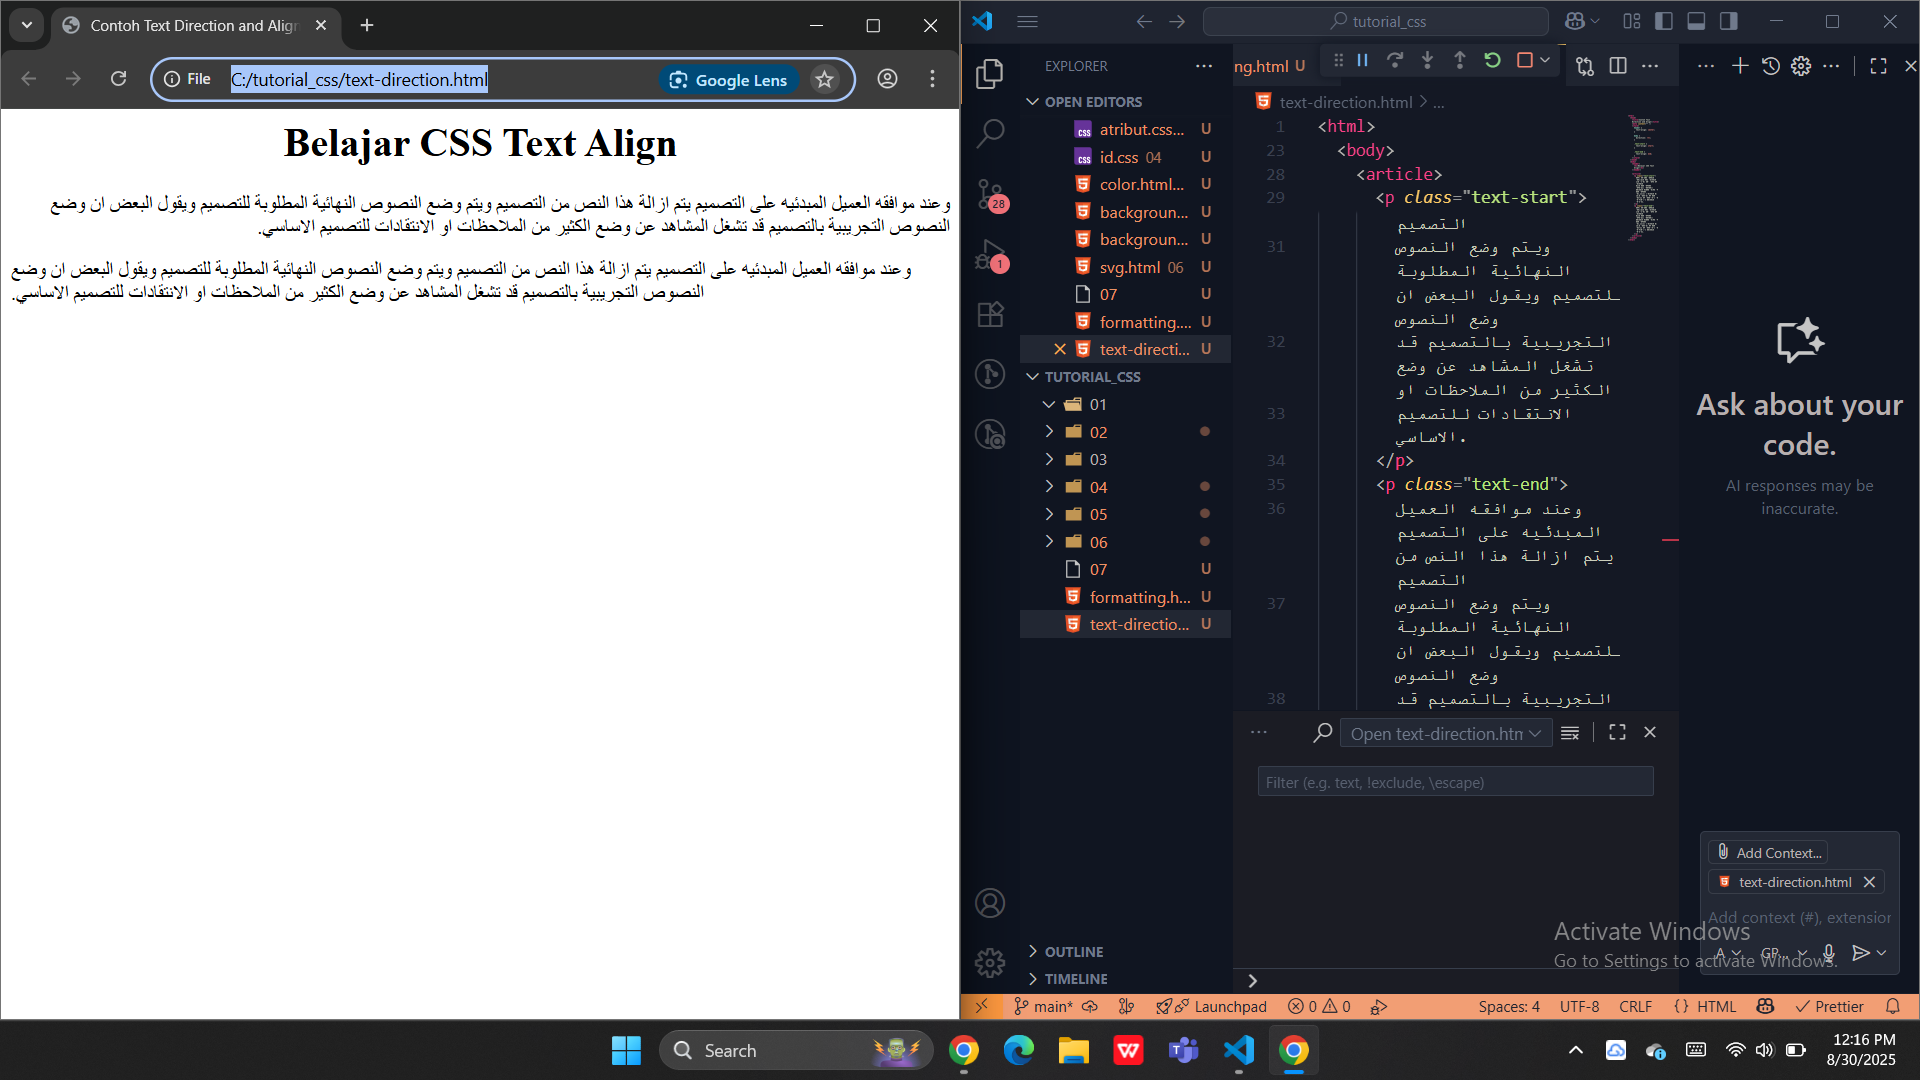 Contoh Text Direction and Align
File
C:/tutorial_css/text-direction.html
Google Lens
Belajar CSS Text Align
وعند موافقه العميل المبدئيه على التصميم يتم ازالة هذا النص من التصميم ويتم وضع النصوص النهائية المطلوبة للتصميم ويقول البعض ان وضع
النصوص التجريبية بالتصميم قد تشغل المشاهد عن وضع الكثير من الملاحظات او الانتقادات للتصميم الاساسي.
وعند موافقه العميل المبدئيه على التصميم يتم ازالة هذا النص من التصميم ويتم وضع النصوص النهائية المطلوبة للتصميم ويقول البعض ان وضع
النصوص التجريبية بالتصميم قد تشغل المشاهد عن وضع الكثير من الملاحظات او الانتقادات للتصميم الاساسي.
tutorial_css
EXPLORER
OPEN EDITORS
atribut.css... U
id.css 04 U
color.html... U
backgroun... U
backgroun... U
svg.html 06 U
07 U
formatting.... U
text-directi... U
TUTORIAL_CSS
01
02
03
04
05
06
07 U
formatting.h... U
text-directio... U
OUTLINE
TIMELINE
28
1
ng.html U
text-direction.html > ...
1 <html>
23 <body>
28 <article>
29 <p class="text-start">
التصميم
31 ويتم وضع النصوص
النهائية المطلوبة
للتصميم ويقول البعض ان
وضع النصوص
32 التجريبية بالتصميم قد
تشغل المشاهد عن وضع
الكثير من الملاحظات او
33 الانتقادات للتصميم
الاساسي.
34 </p>
35 <p class="text-end">
36 وعند موافقه العميل
المبدئيه على التصميم
يتم ازالة هذا النص من
التصميم
37 ويتم وضع النصوص
النهائية المطلوبة
للتصميم ويقول البعض ان
وضع النصوص
38 التجريبية بالتصميم قد
Open text-direction.htm
Filter (e.g. text, !exclude, \escape)
Ask about your
code.
AI responses may be
inaccurate.
Add Context...
text-direction.html
Add context (#), extension
A
GP...
Activate Windows
Go to Settings to activate Windows.
main*
Launchpad
0 0
Spaces: 4
UTF-8
CRLF
{ } HTML
Prettier
Search
12:16 PM
8/30/2025